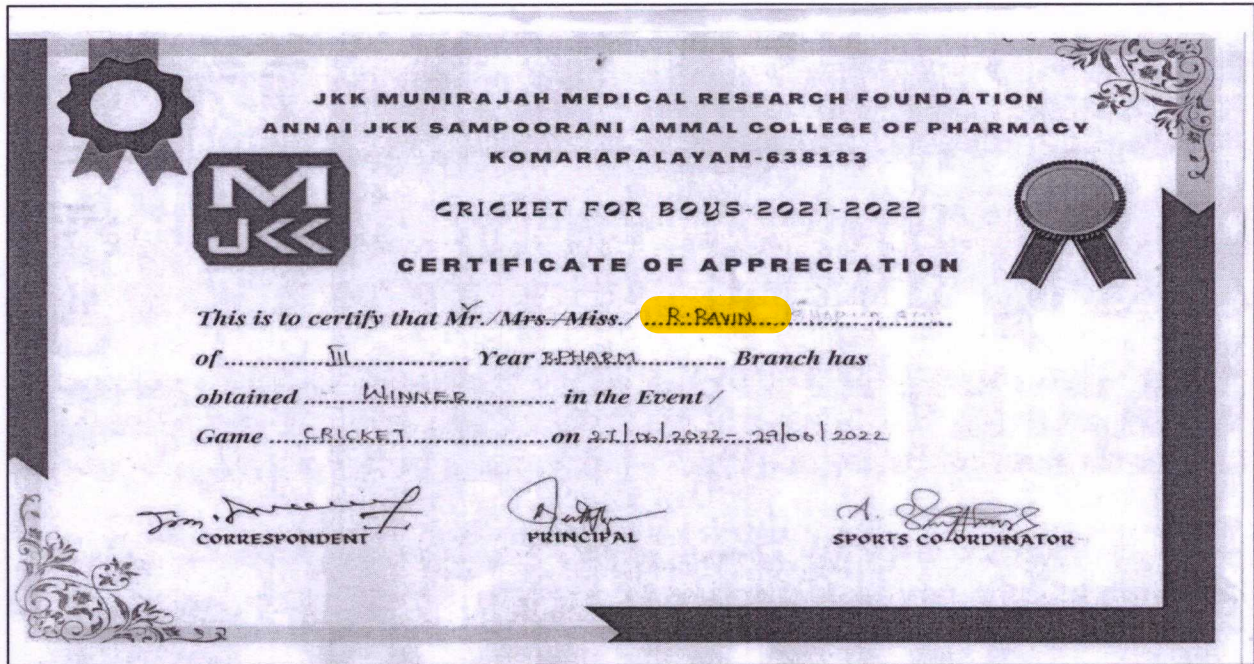 JKK MUNIRAJAH MEDICAL RESEARCH FOUNDATION
ANNAI JKK SAMPOORANI AMMAL COLLEGE OF PHARMACY
KOMARAPALAYAM-638183
M
JKK
CRICKET FOR BOYS-2021-2022
CERTIFICATE OF APPRECIATION
This is to certify that Mr./Mrs./Miss./ R.PAVIN
of III Year B.PHARM Branch has
obtained WINNER in the Event /
Game CRICKET on 27/06/2022 - 29/06/2022
CORRESPONDENT PRINCIPAL SPORTS CO-ORDINATOR